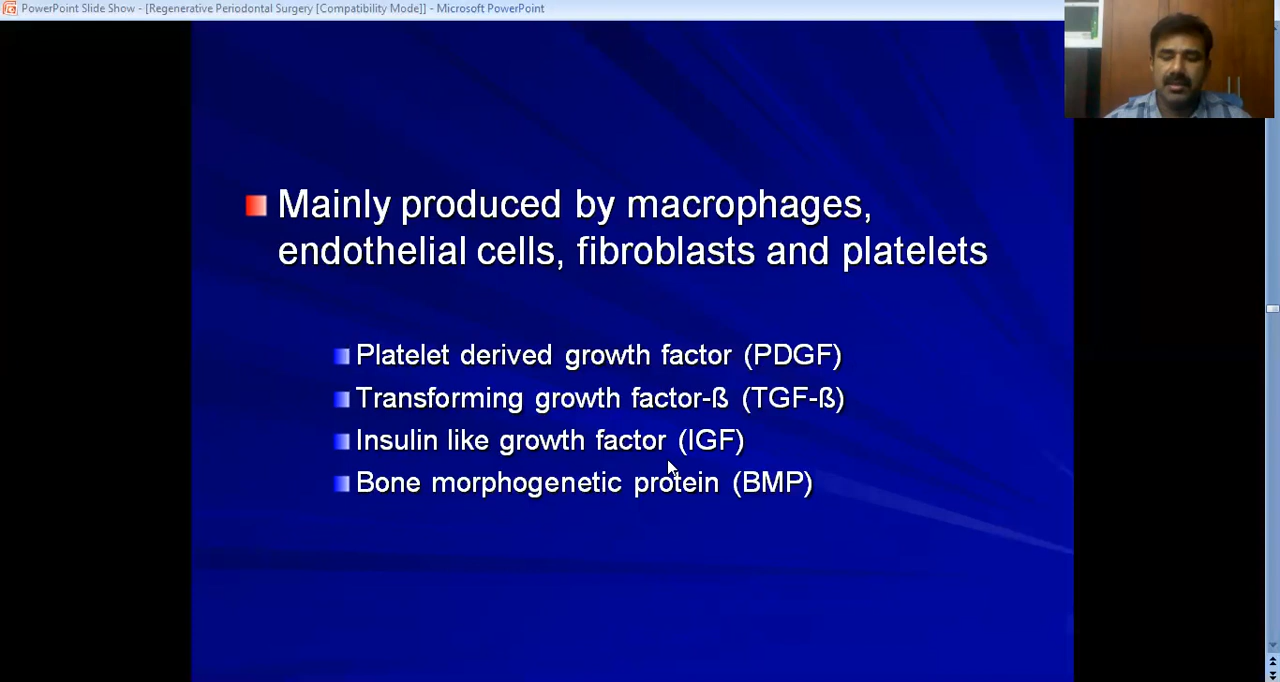 PowerPoint Slide Show - [Regenerative Periodontal Surgery [Compatibility Mode]] - Microsoft PowerPoint
Mainly produced by macrophages,
endothelial cells, fibroblasts and platelets
Platelet derived growth factor (PDGF)
Transforming growth factor-ß (TGF-ß)
Insulin like growth factor (IGF)
Bone morphogenetic protein (BMP)